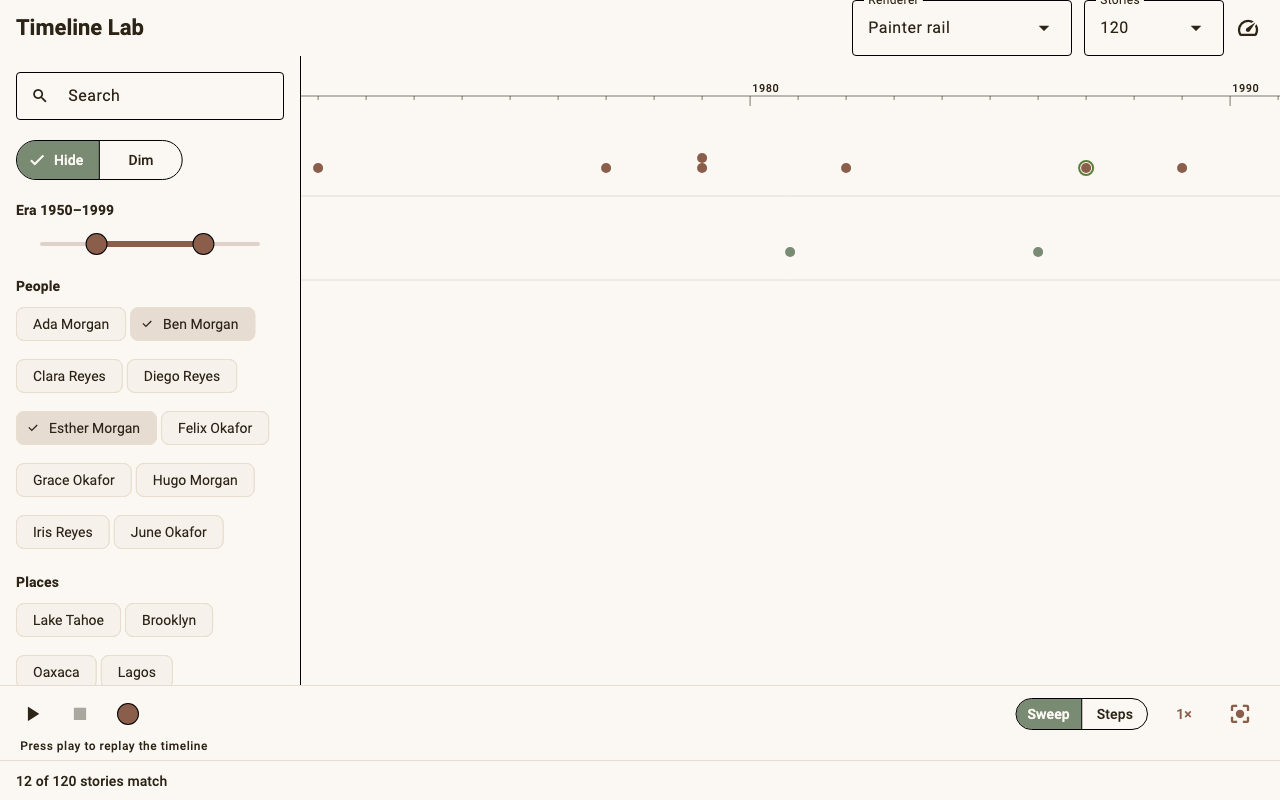 Timeline Lab
Renderer
Painter rail
Stories
120
Search
Hide
Dim
Era 1950–1999
People
Ada Morgan
Ben Morgan
Clara Reyes
Diego Reyes
Esther Morgan
Felix Okafor
Grace Okafor
Hugo Morgan
Iris Reyes
June Okafor
Places
Lake Tahoe
Brooklyn
Oaxaca
Lagos
1980
1990
Sweep
Steps
1×
Press play to replay the timeline
12 of 120 stories match